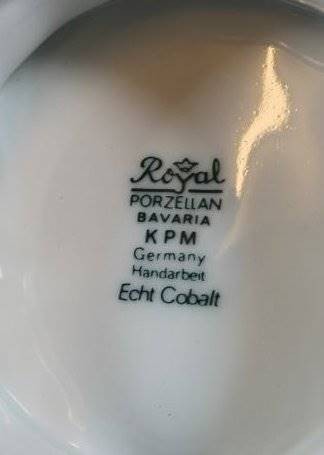 Royal
PORZELLAN
BAVARIA
KPM
Germany
Handarbeit
Echt Cobalt